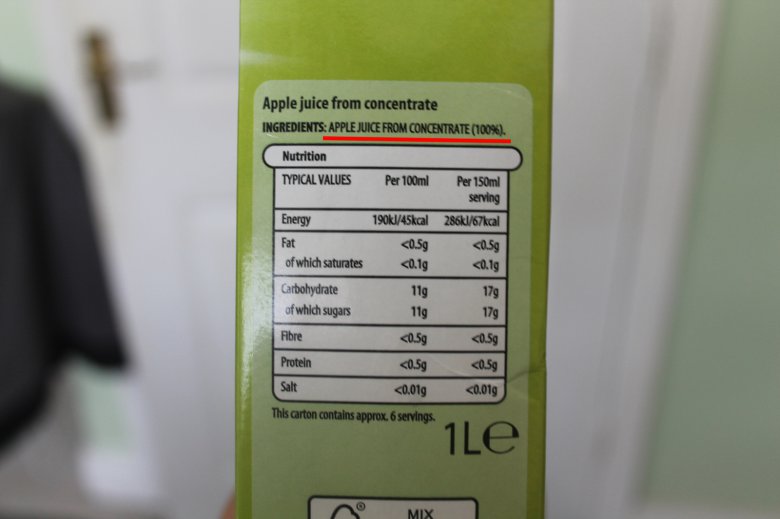 Apple juice from concentrate
INGREDIENTS: APPLE JUICE FROM CONCENTRATE (100%).
Nutrition
TYPICAL VALUES Per 100ml Per 150ml
serving
Energy 190kJ/45kcal 286kJ/67kcal
Fat <0.5g <0.5g
of which saturates <0.1g <0.1g
Carbohydrate 11g 17g
of which sugars 11g 17g
Fibre <0.5g <0.5g
Protein <0.5g <0.5g
Salt <0.01g <0.01g
This carton contains approx. 6 servings.
1L℮
® MIX